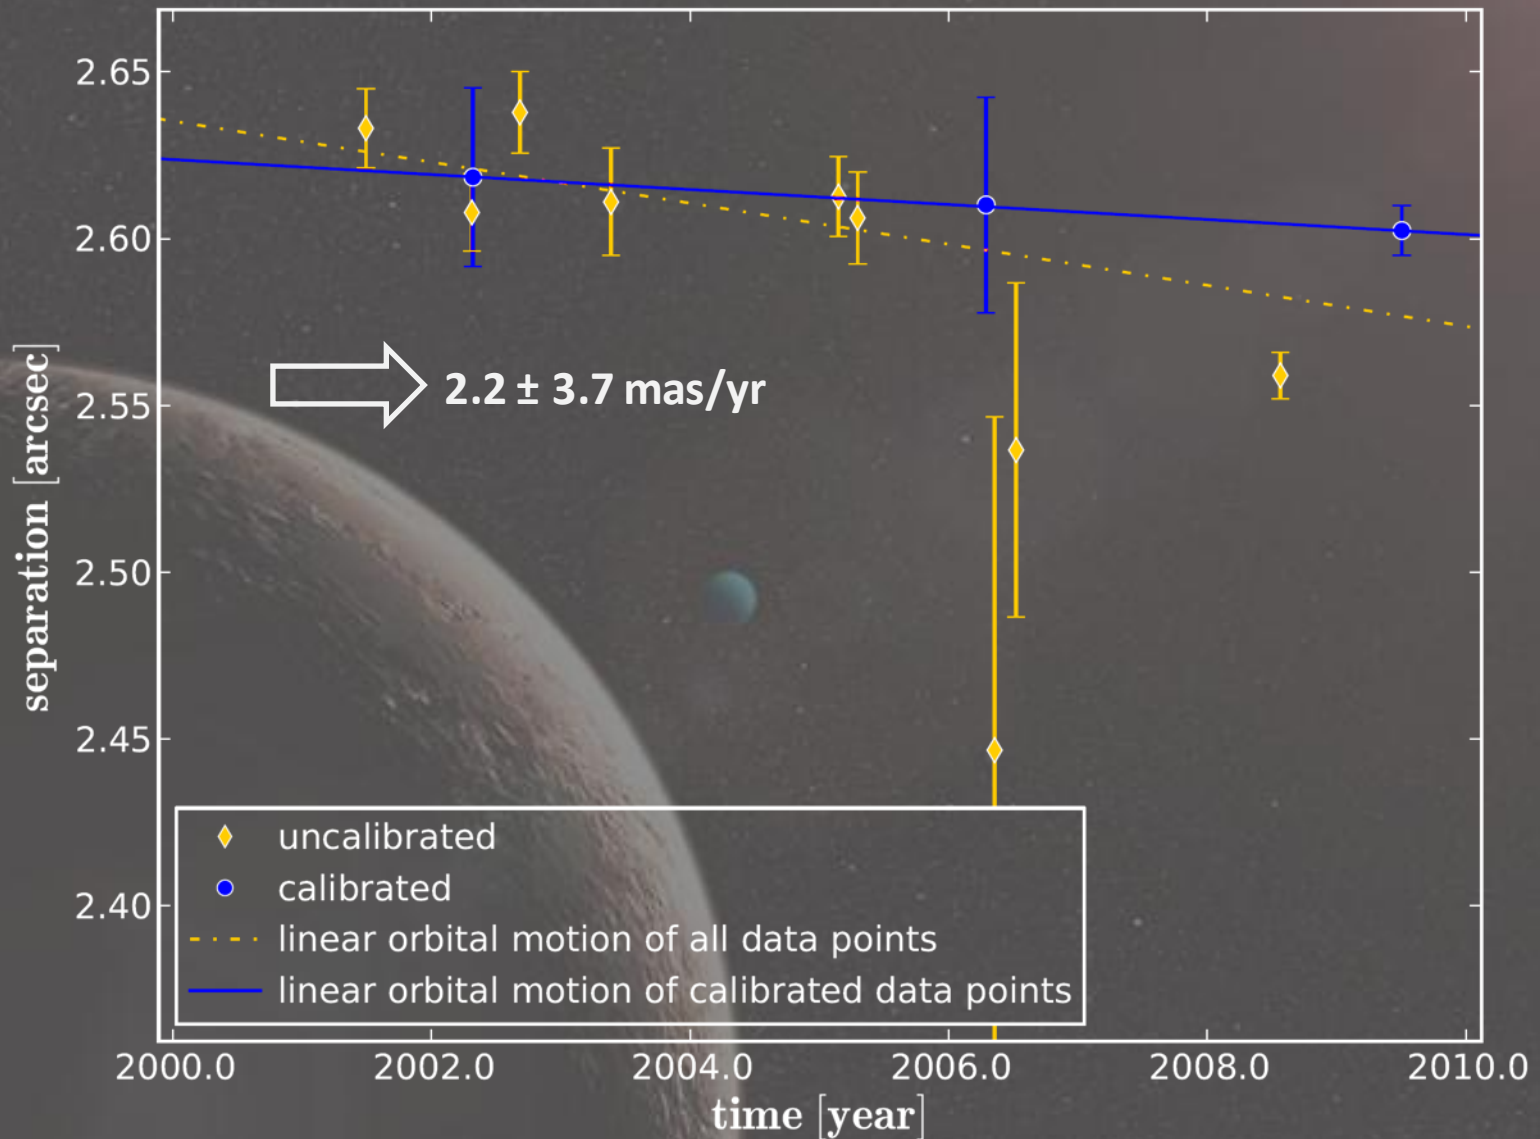 2.65
2.60
2.55
2.50
2.45
2.40
separation [arcsec]
2.2 ± 3.7 mas/yr
uncalibrated
calibrated
linear orbital motion of all data points
linear orbital motion of calibrated data points
2000.0 2002.0 2004.0 2006.0 2008.0 2010.0
time [year]